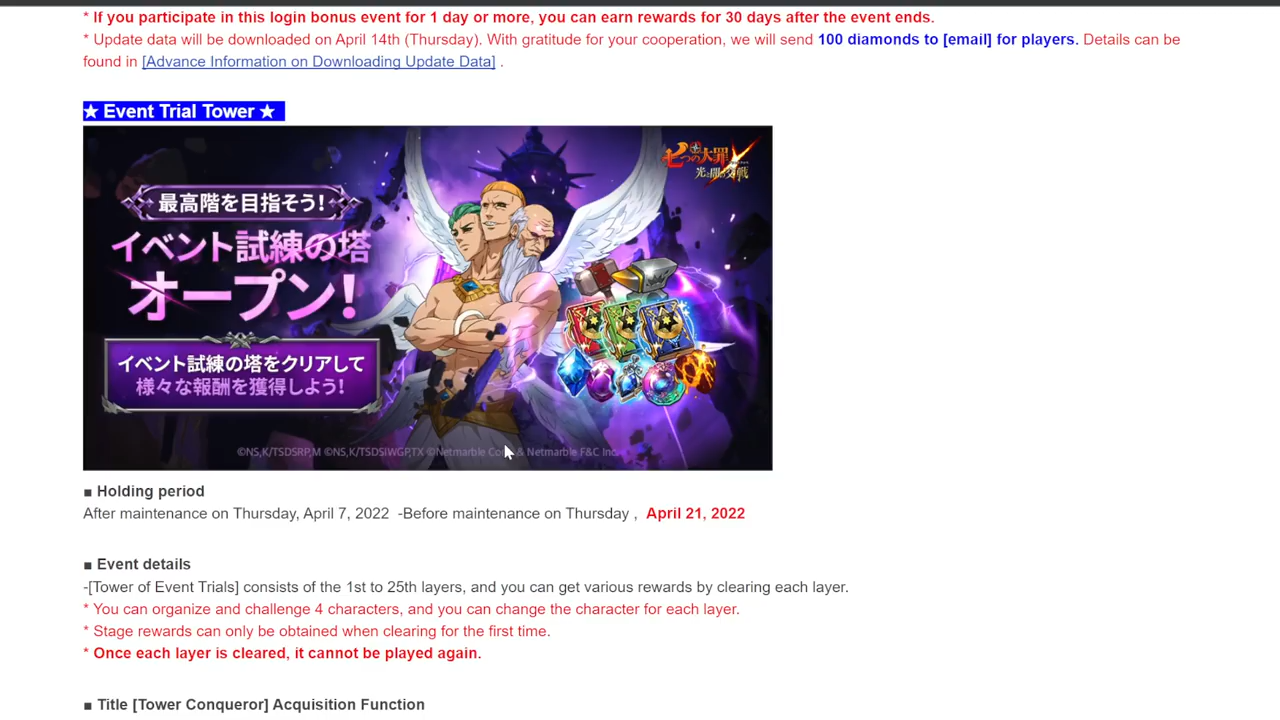 * If you participate in this login bonus event for 1 day or more, you can earn rewards for 30 days after the event ends.
* Update data will be downloaded on April 14th (Thursday). With gratitude for your cooperation, we will send 100 diamonds to [email] for players. Details can be
found in [Advance Information on Downloading Update Data] .
★ Event Trial Tower ★
七つの大罪
光と闇の交戦
最高階を目指そう!
イベント試練の塔
オープン!
イベント試練の塔をクリアして
様々な報酬を獲得しよう!
©NS,K/TSDSRP,M ©NS,K/TSDSIWGP,TX ©Netmarble & Netmarble F&C Inc.
■ Holding period
After maintenance on Thursday, April 7, 2022 -Before maintenance on Thursday , April 21, 2022
■ Event details
-[Tower of Event Trials] consists of the 1st to 25th layers, and you can get various rewards by clearing each layer.
* You can organize and challenge 4 characters, and you can change the character for each layer.
* Stage rewards can only be obtained when clearing for the first time.
* Once each layer is cleared, it cannot be played again.
■ Title [Tower Conqueror] Acquisition Function